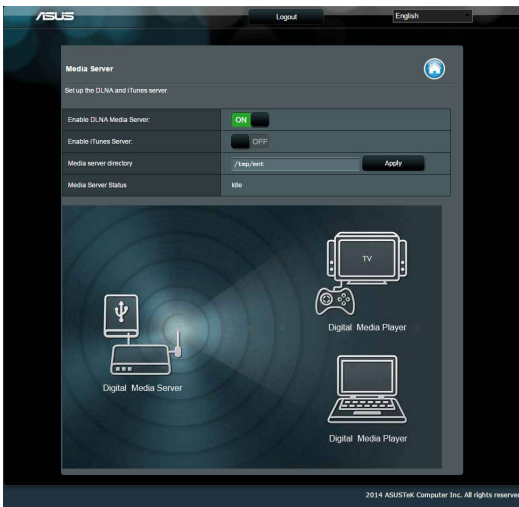 ASUS
Logout
English
Media Server
Set up the DLNA and iTunes server.
Enable DLNA Media Server:
ON
Enable iTunes Server:
OFF
Media server directory
/tmp/mnt
Apply
Media Server Status
Idle
TV
Digital Media Player
Digital Media Server
Digital Media Player
2014 ASUSTeK Computer Inc. All rights reserved